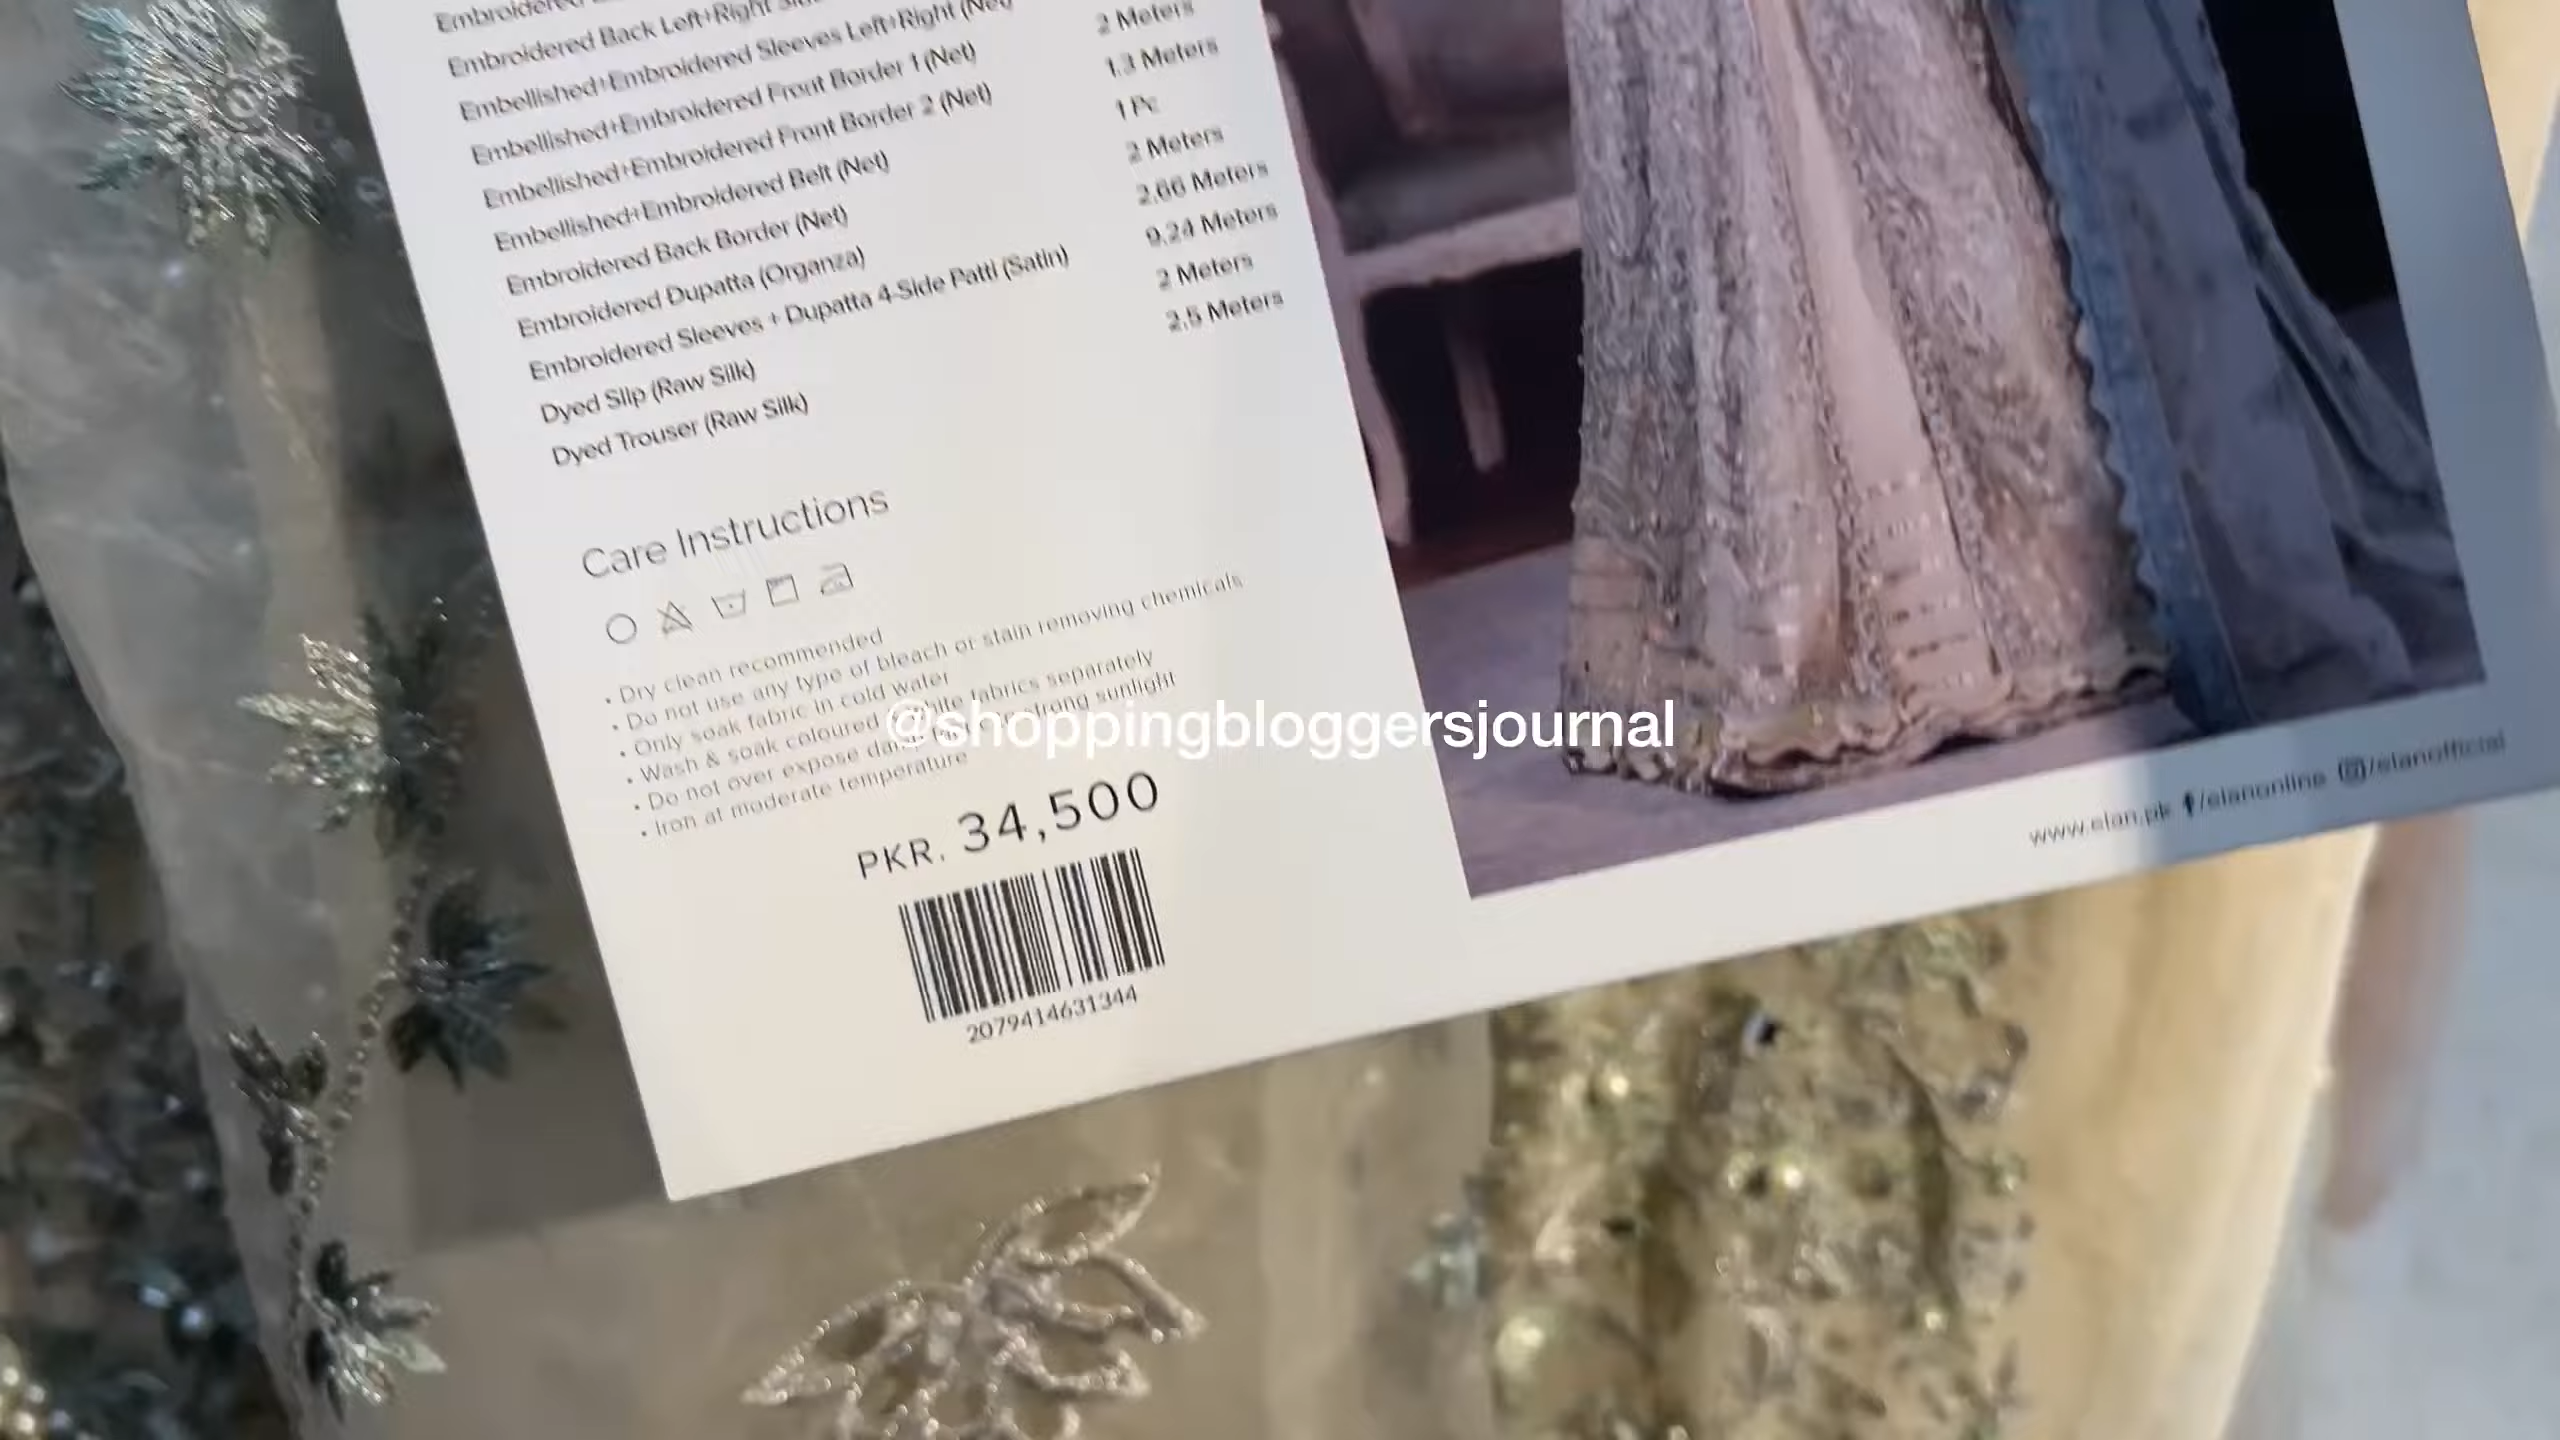 Embroidered
Embroidered Back Left+Right
Embellished+Embroidered Sleeves Left+Right (Net)
Embellished+Embroidered Front Border 1 (Net)
Embellished+Embroidered Front Border 2 (Net)
Embellished+Embroidered Belt (Net)
Embroidered Back Border (Net)
Embroidered Dupatta (Organza)
Embroidered Sleeves + Dupatta 4-Side Patti (Satin)
Dyed Slip (Raw Silk)
Dyed Trouser (Raw Silk)
2 Meters
1.3 Meters
1 Pc
2 Meters
2.66 Meters
9.24 Meters
2 Meters
2.5 Meters
Care Instructions
• Dry clean recommended
• Do not use any type of bleach or stain removing chemicals
• Only soak fabric in cold water
• Wash & soak coloured white fabrics separately
• Do not over expose strong sunlight
• Iron at moderate temperature
@shoppingbloggersjournal
PKR. 34,500
2079414631344
www.elan.pk f/elanonline /elanofficial